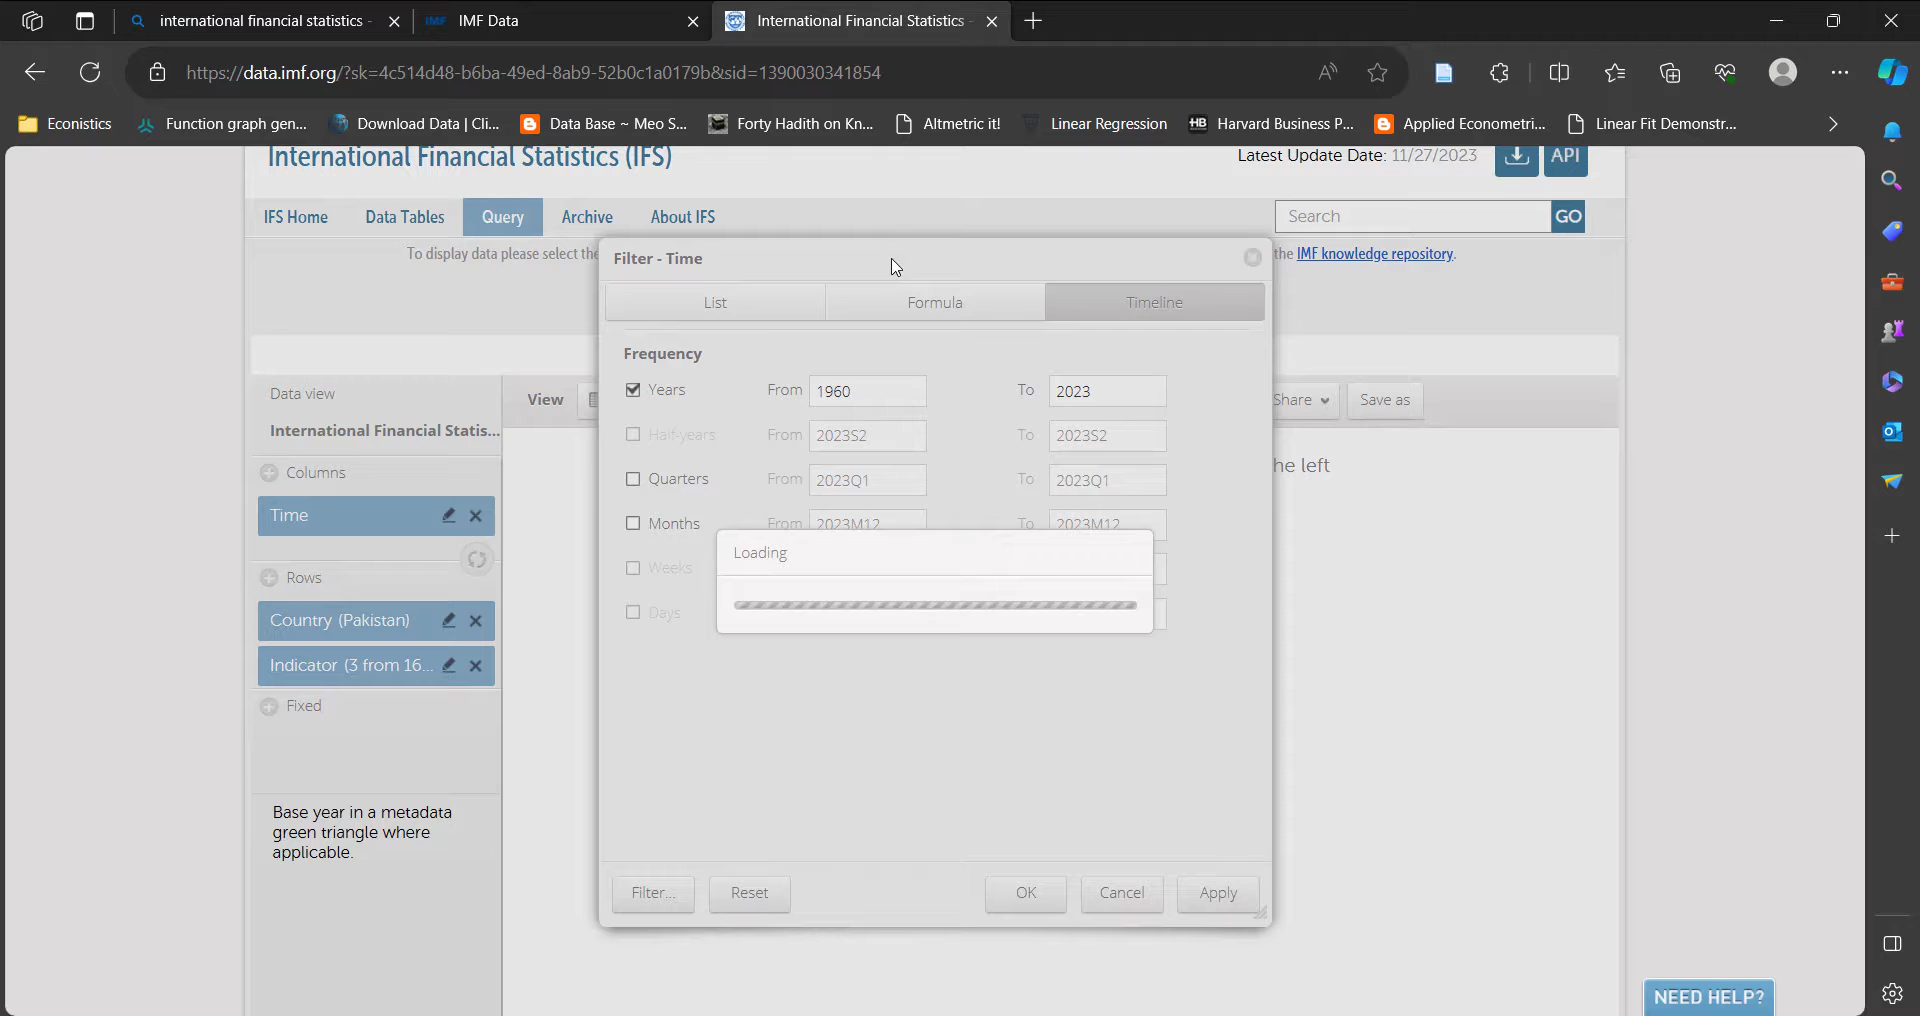 international financial statistics -
IMF IMF Data
International Financial Statistics -
https://data.imf.org/?sk=4c514d48-b6ba-49ed-8ab9-52b0c1a0179b&sid=1390030341854
Econistics
Function graph gen...
Download Data | Cli...
Data Base ~ Meo S...
Forty Hadith on Kn...
Altmetric it!
Linear Regression
HB Harvard Business P...
Applied Econometri...
Linear Fit Demonstr...
International Financial Statistics (IFS)
Latest Update Date: 11/27/2023
API
IFS Home Data Tables Query Archive About IFS
Search GO
To display data please select the
the IMF knowledge repository.
Filter - Time
List Formula Timeline
Frequency
Years From 1960 To 2023
Half-years From 2023S2 To 2023S2
Quarters From 2023Q1 To 2023Q1
Months From 2023M12 To 2023M12
Weeks
Days
Loading
Filter... Reset OK Cancel Apply
Data view
International Financial Statis...
View
Share Save as
he left
Columns
Time
Rows
Country (Pakistan)
Indicator (3 from 16...
Fixed
Base year in a metadata
green triangle where
applicable.
NEED HELP?